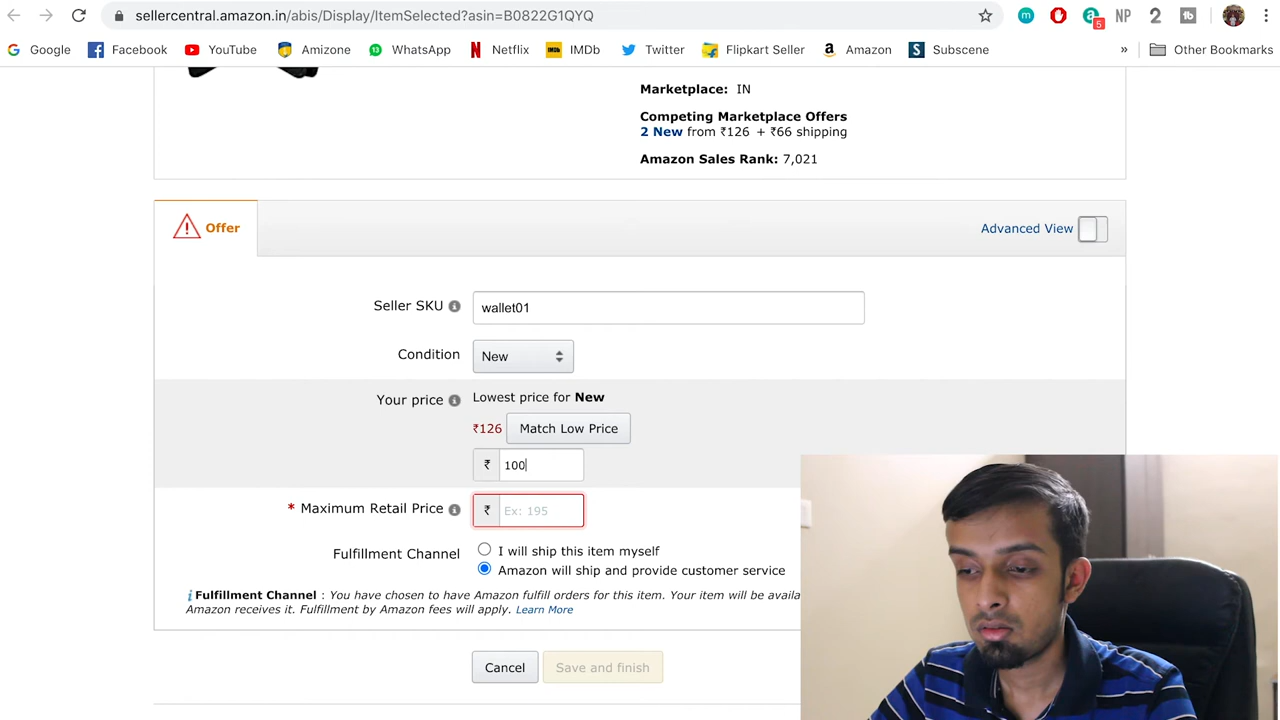 sellercentral.amazon.in/abis/Display/ItemSelected?asin=B0822G1QYQ
m a 5 NP 2 tb
G Google f Facebook YouTube Amizone WhatsApp N Netflix IMDb IMDb Twitter Flipkart Seller a Amazon S Subscene » Other Bookmarks
Marketplace: IN
Competing Marketplace Offers
2 New from ₹126 + ₹66 shipping
Amazon Sales Rank: 7,021
Offer
Advanced View
Seller SKU wallet01
Condition New
Your price Lowest price for New
₹126 Match Low Price
₹ 100
* Maximum Retail Price ₹ Ex: 195
Fulfillment Channel I will ship this item myself
Amazon will ship and provide customer service
Fulfillment Channel : You have chosen to have Amazon fulfill orders for this item. Your item will be availa
Amazon receives it. Fulfillment by Amazon fees will apply. Learn More
Cancel Save and finish